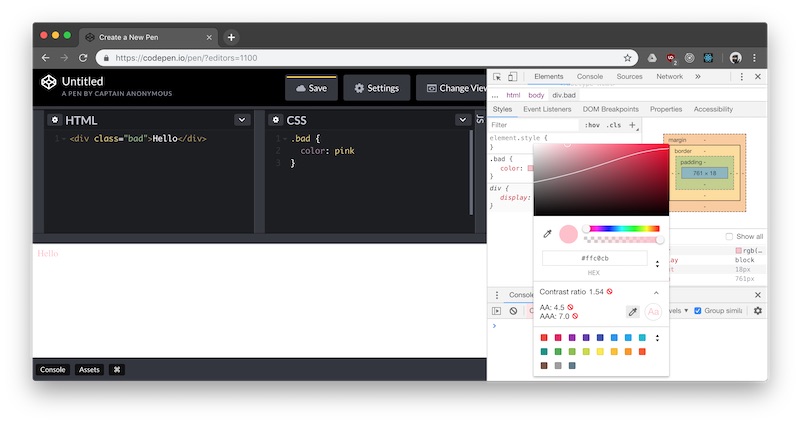 Create a New Pen
https://codepen.io/pen/?editors=1100
Untitled
A PEN BY CAPTAIN ANONYMOUS
Save
Settings
Change View
HTML
1 <div class="bad">Hello</div>
CSS
JS
1 .bad {
2 color: pink
3 }
Hello
Console
Assets
⌘
Elements
Console
Sources
Network
»
... html body div.bad
Styles
Event Listeners
DOM Breakpoints
Properties
Accessibility
Filter
:hov .cls +
element.style {
}
.bad {
color:
}
div {
display:
}
margin -
border -
padding -
761 × 18
Show all
rgb(...
block
18px
761px
#ffc0cb
HEX
Contrast ratio 1.54
AA: 4.5
AAA: 7.0
Aa
Group simila
2